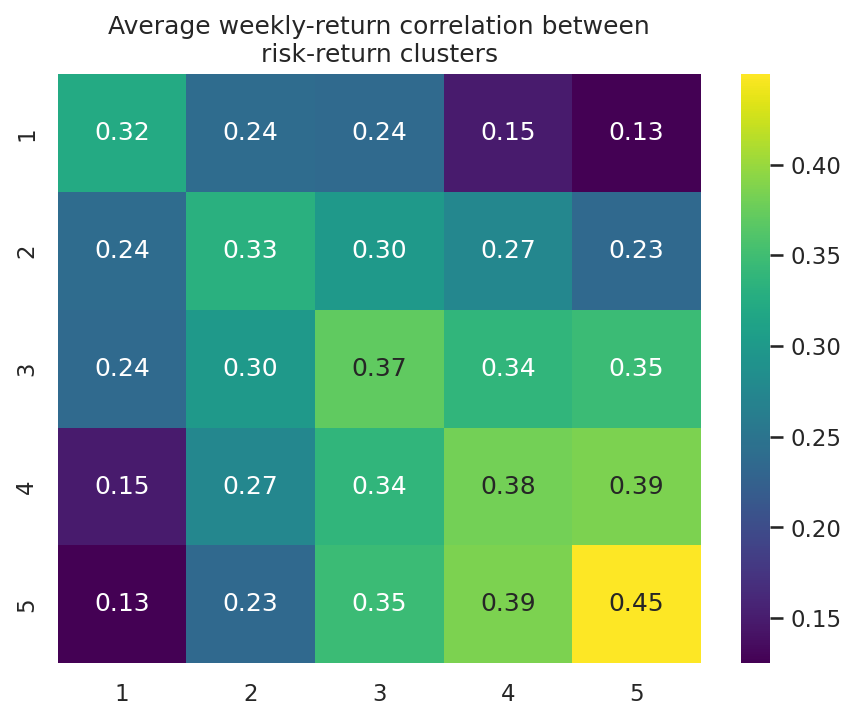 Average weekly-return correlation between
risk-return clusters
1 0.32 0.24 0.24 0.15 0.13
2 0.24 0.33 0.30 0.27 0.23
3 0.24 0.30 0.37 0.34 0.35
4 0.15 0.27 0.34 0.38 0.39
5 0.13 0.23 0.35 0.39 0.45
1 2 3 4 5
0.40
0.35
0.30
0.25
0.20
0.15